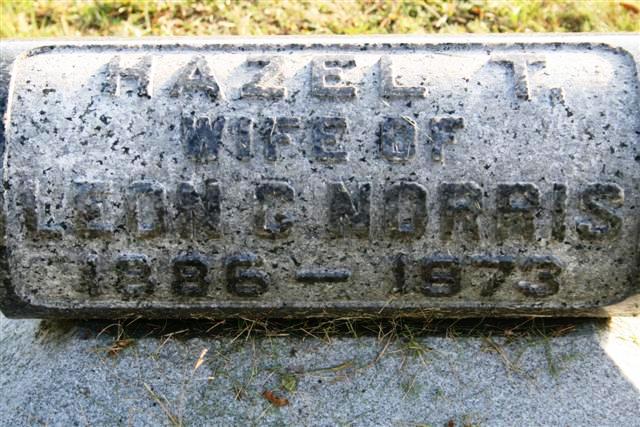 HAZEL T.
WIFE OF
LEON C NORRIS
1886 — 1973